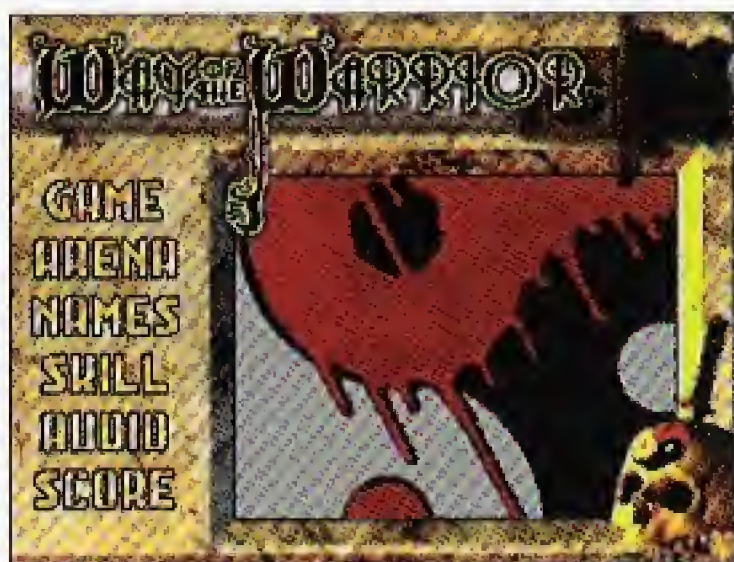 WAY OF THE WARRIOR
GAME
ARENA
NAMES
SKILL
AUDIO
SCORE